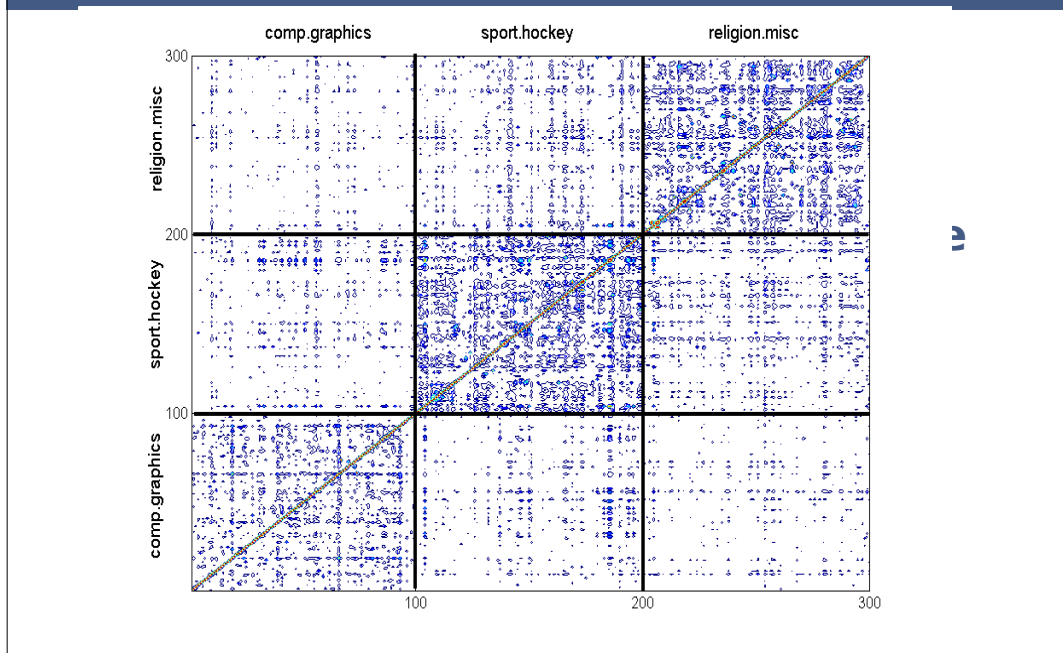 comp.graphics sport.hockey religion.misc
300
religion.misc
200
e
sport.hockey
100
comp.graphics
100 200 300